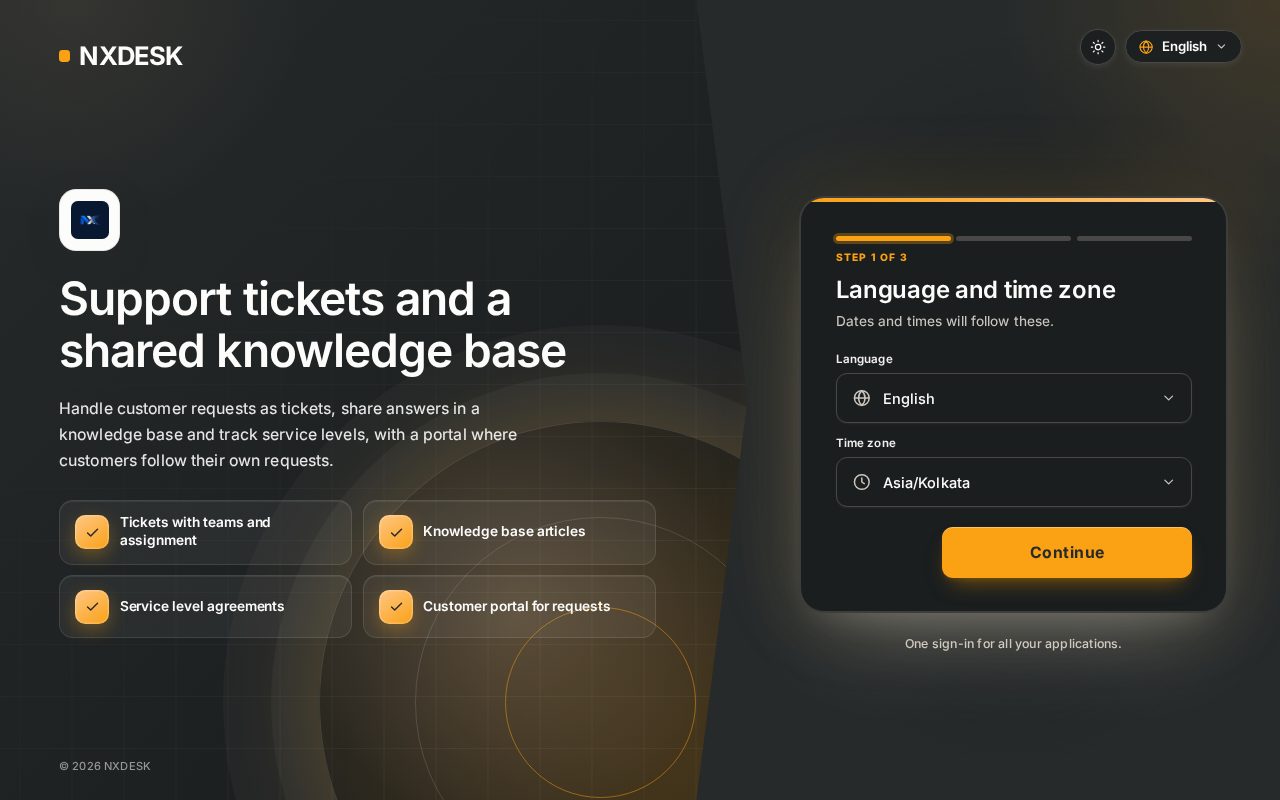 NXDESK
English
NX
Support tickets and a
shared knowledge base
Handle customer requests as tickets, share answers in a
knowledge base and track service levels, with a portal where
customers follow their own requests.
Tickets with teams and
assignment
Knowledge base articles
Service level agreements
Customer portal for requests
© 2026 NXDESK
STEP 1 OF 3
Language and time zone
Dates and times will follow these.
Language
English
Time zone
Asia/Kolkata
Continue
One sign-in for all your applications.